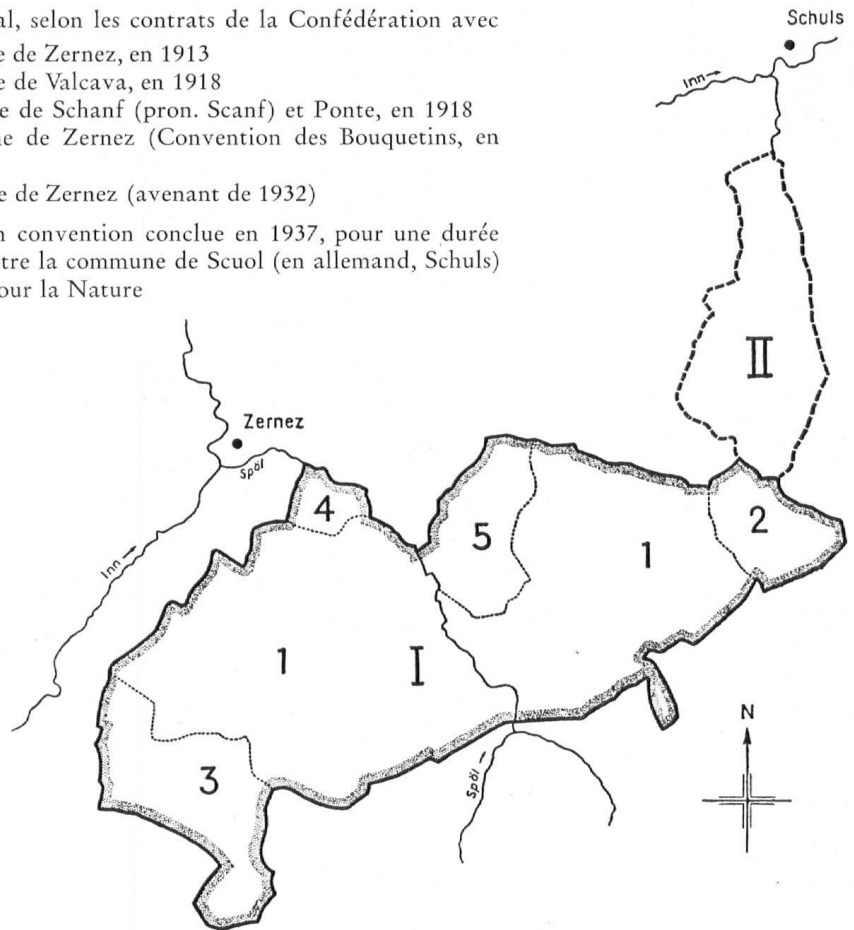 al, selon les contrats de la Confédération avec
e de Zernez, en 1913
e de Valcava, en 1918
e de Schanf (pron. Scanf) et Ponte, en 1918
ne de Zernez (Convention des Bouquetins, en
e de Zernez (avenant de 1932)
n convention conclue en 1937, pour une durée
tre la commune de Scuol (en allemand, Schuls)
our la Nature
Schuls
Inn →
II
Zernez
Spöl
4
5
1
2
Inn →
1
I
3
Spöl →
N